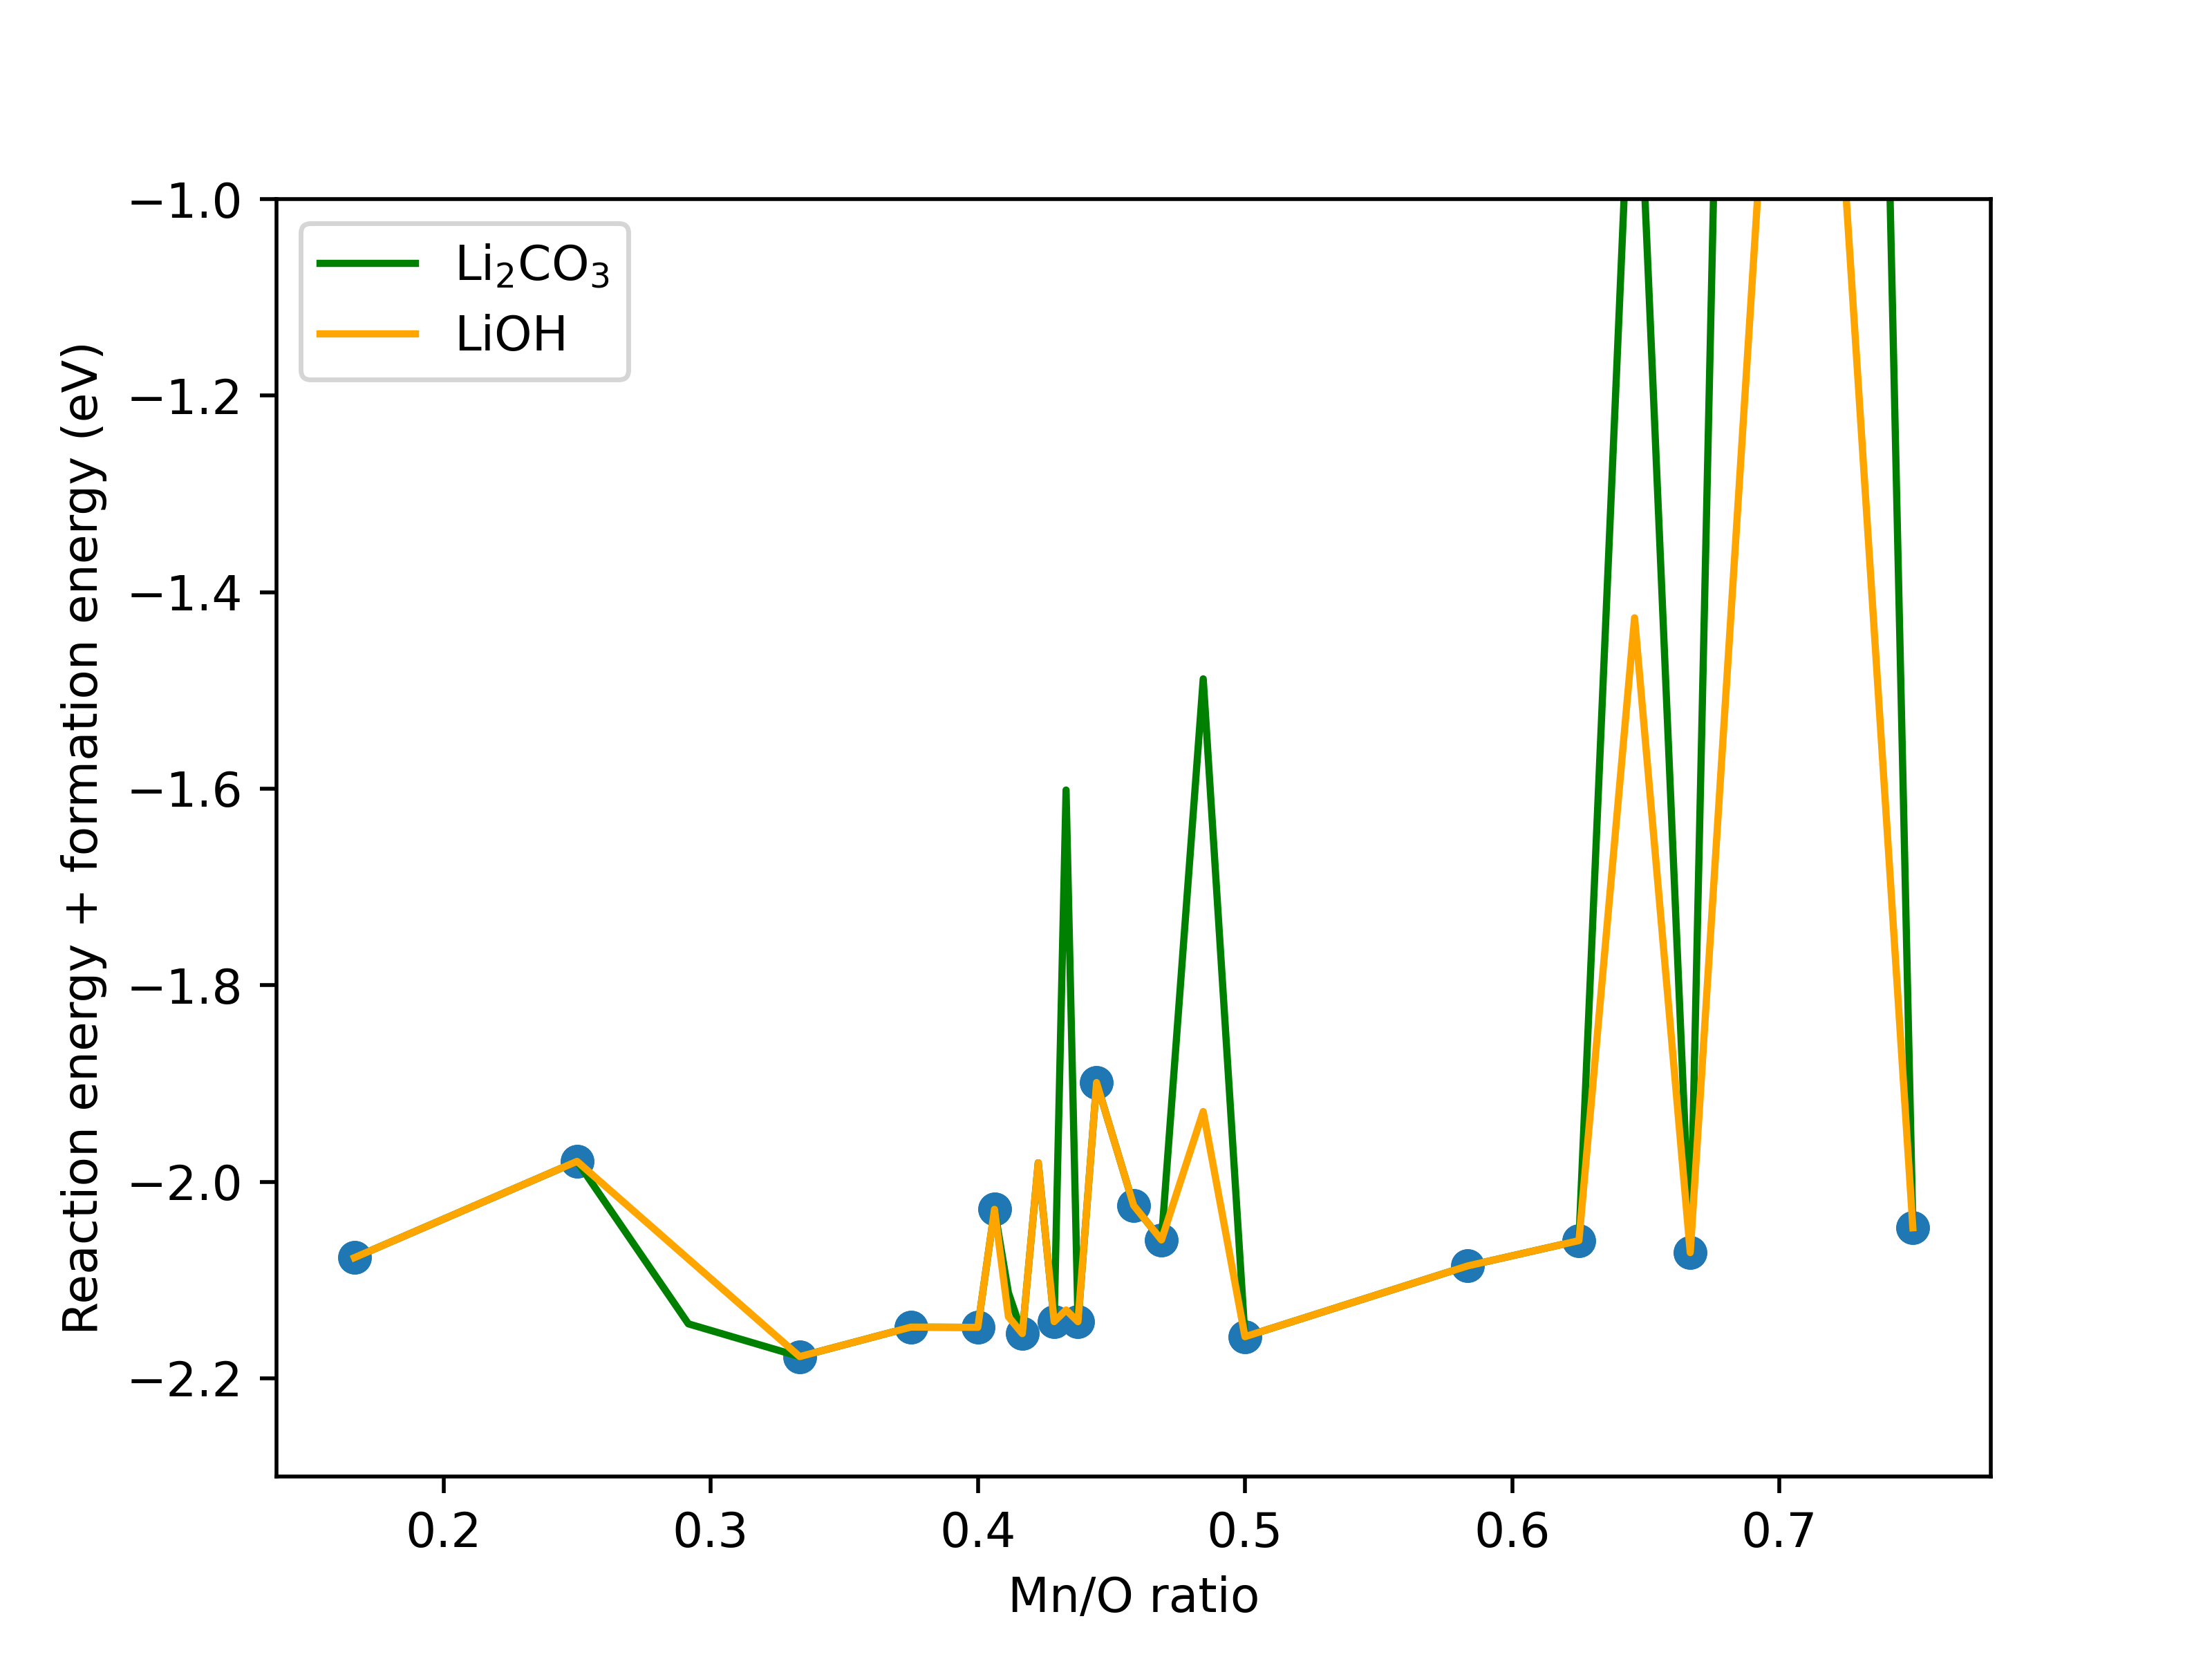 Li₂CO₃
LiOH
−1.0
−1.2
−1.4
−1.6
−1.8
−2.0
−2.2
Reaction energy + formation energy (eV)
0.2 0.3 0.4 0.5 0.6 0.7
Mn/O ratio